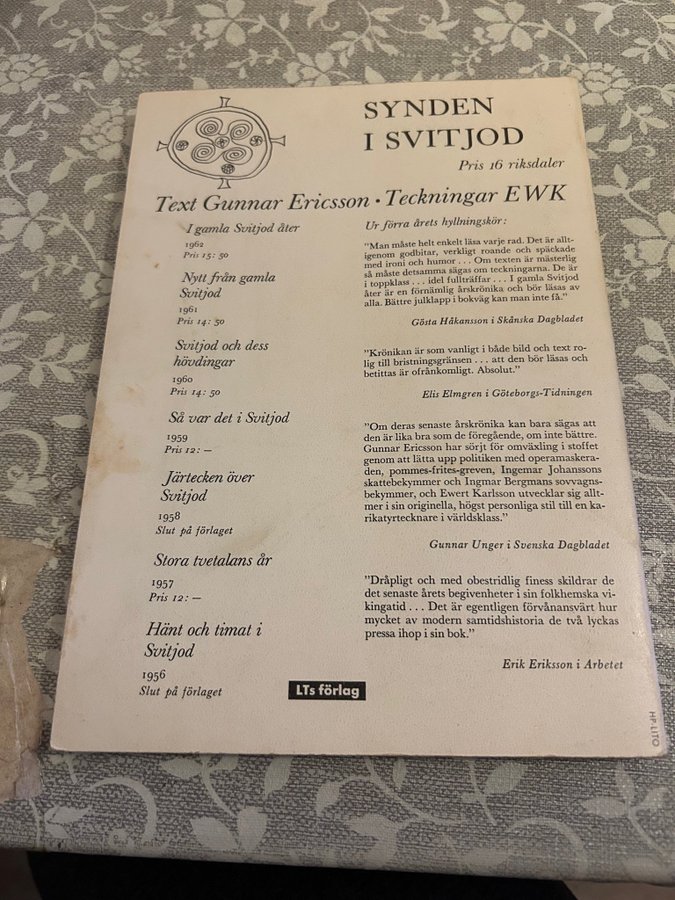 SYNDEN
I SVITJOD
Pris 16 riksdaler
Text Gunnar Ericsson • Teckningar EWK
I gamla Svitjod åter
1962
Pris 15: 50
Nytt från gamla
Svitjod
1961
Pris 14: 50
Svitjod och dess
hövdingar
1960
Pris 14: 50
Så var det i Svitjod
1959
Pris 12: —
Järtecken över
Svitjod
1958
Slut på förlaget
Stora tvetalans år
1957
Pris 12: —
Hänt och timat i
Svitjod
1956
Slut på förlaget
Ur förra årets hyllningskör:
"Man måste helt enkelt läsa varje rad. Det är allt-
igenom godbitar, verkligt roande och späckade
med ironi och humor . . . Om texten är mästerlig
så måste detsamma sägas om teckningarna. De är
i toppklass . . . idel fullträffar . . . I gamla Svitjod
åter är en förnämlig årskrönika och bör läsas av
alla. Bättre julklapp i bokväg kan man inte få."
Gösta Håkansson i Skånska Dagbladet
"Krönikan är som vanligt i både bild och text ro-
lig till bristningsgränsen . . . att den bör läsas och
betittas är ofrånkomligt. Absolut."
Elis Elmgren i Göteborgs-Tidningen
"Om deras senaste årskrönika kan bara sägas att
den är lika bra som de föregående, om inte bättre.
Gunnar Ericsson har sörjt för omväxling i stoffet
genom att lätta upp politiken med operamaskera-
den, pommes-frites-greven, Ingemar Johanssons
skattebekymmer och Ingmar Bergmans sovvagns-
bekymmer, och Ewert Karlsson utvecklar sig allt-
mer i sin originella, högst personliga stil till en ka-
rikatyrtecknare i världsklass."
Gunnar Unger i Svenska Dagbladet
"Dråpligt och med obestridlig finess skildrar de
det senaste årets begivenheter i sin folkhemska vi-
kingatid . . . Det är egentligen förvånansvärt hur
mycket av modern samtidshistoria de två lyckas
pressa ihop i sin bok."
Erik Eriksson i Arbetet
LTs förlag
HP-LITO